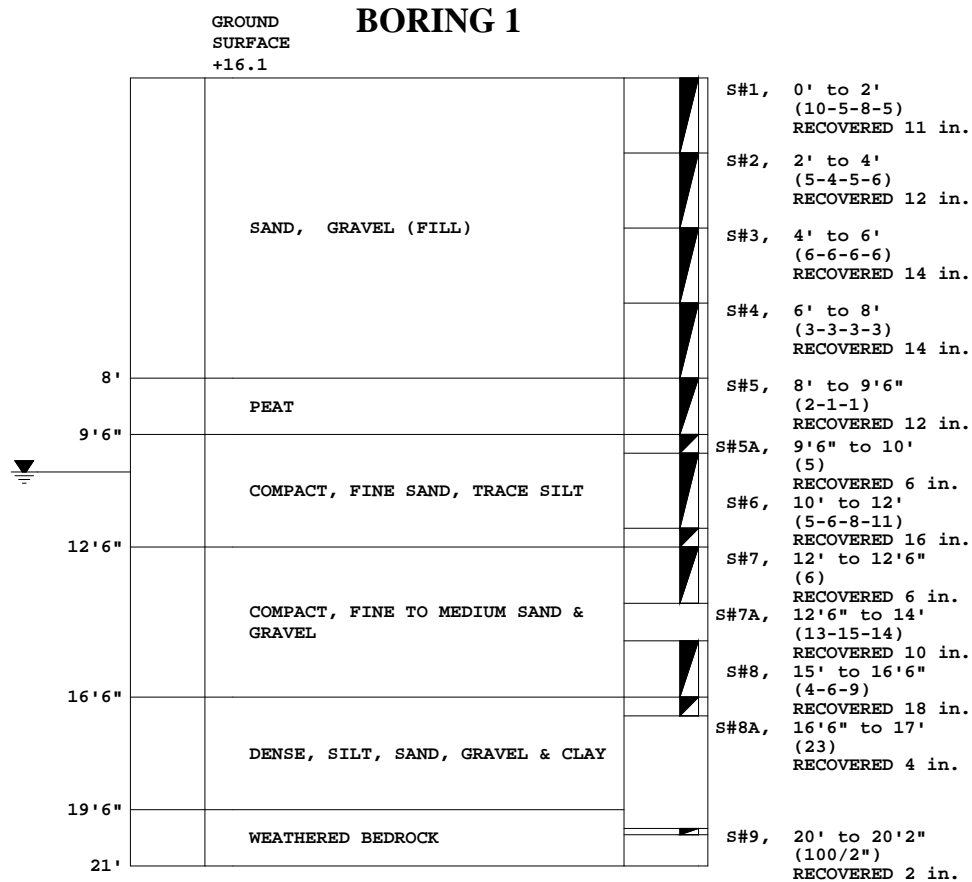 BORING 1
GROUND
SURFACE
+16.1
S#1, 0' to 2'
(10-5-8-5)
RECOVERED 11 in.
S#2, 2' to 4'
(5-4-5-6)
RECOVERED 12 in.
SAND, GRAVEL (FILL)
S#3, 4' to 6'
(6-6-6-6)
RECOVERED 14 in.
S#4, 6' to 8'
(3-3-3-3)
RECOVERED 14 in.
8'
S#5, 8' to 9'6"
(2-1-1)
RECOVERED 12 in.
PEAT
9'6"
S#5A, 9'6" to 10'
(5)
RECOVERED 6 in.
COMPACT, FINE SAND, TRACE SILT
S#6, 10' to 12'
(5-6-8-11)
RECOVERED 16 in.
12'6"
S#7, 12' to 12'6"
(6)
RECOVERED 6 in.
COMPACT, FINE TO MEDIUM SAND &
GRAVEL
S#7A, 12'6" to 14'
(13-15-14)
RECOVERED 10 in.
S#8, 15' to 16'6"
(4-6-9)
RECOVERED 18 in.
16'6"
S#8A, 16'6" to 17'
(23)
RECOVERED 4 in.
DENSE, SILT, SAND, GRAVEL & CLAY
19'6"
WEATHERED BEDROCK
S#9, 20' to 20'2"
(100/2")
RECOVERED 2 in.
21'